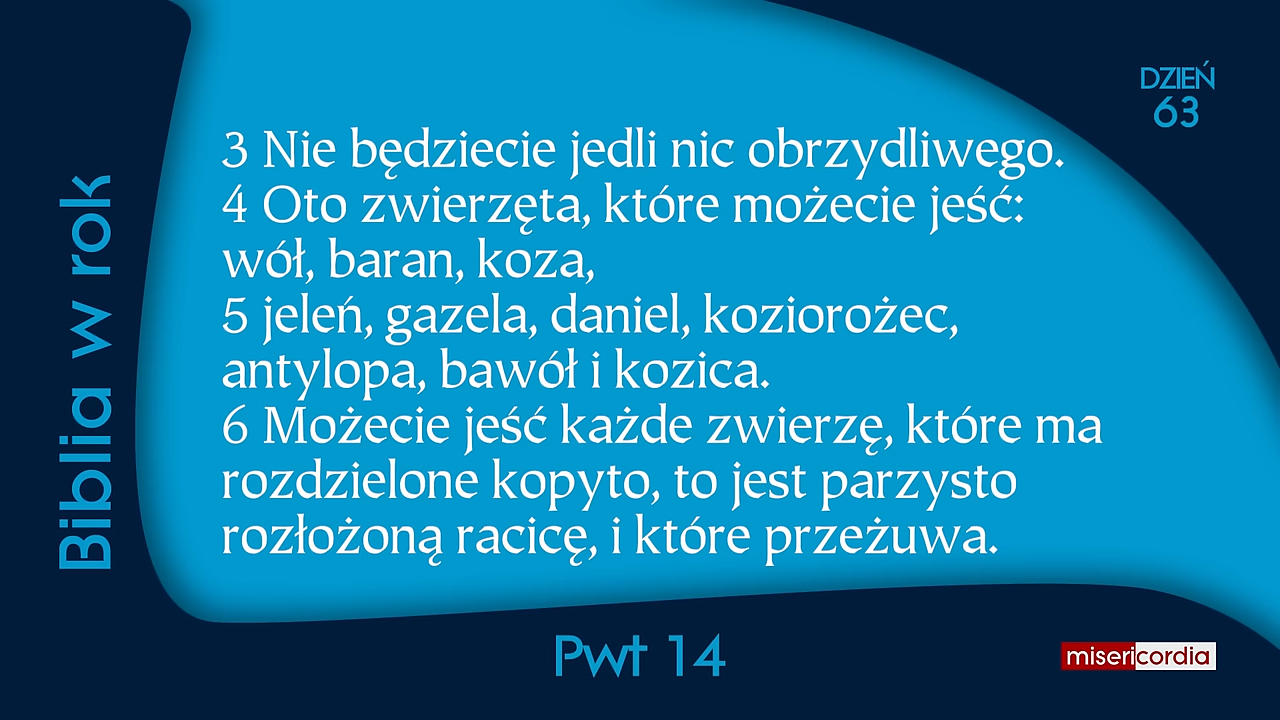 DZIEŃ
63
Biblia w rok
3 Nie będziecie jedli nic obrzydliwego.
4 Oto zwierzęta, które możecie jeść:
wół, baran, koza,
5 jeleń, gazela, daniel, koziorożec,
antylopa, bawół i kozica.
6 Możecie jeść każde zwierzę, które ma
rozdzielone kopyto, to jest parzysto
rozłożoną racicę, i które przeżuwa.
Pwt 14
misericordia